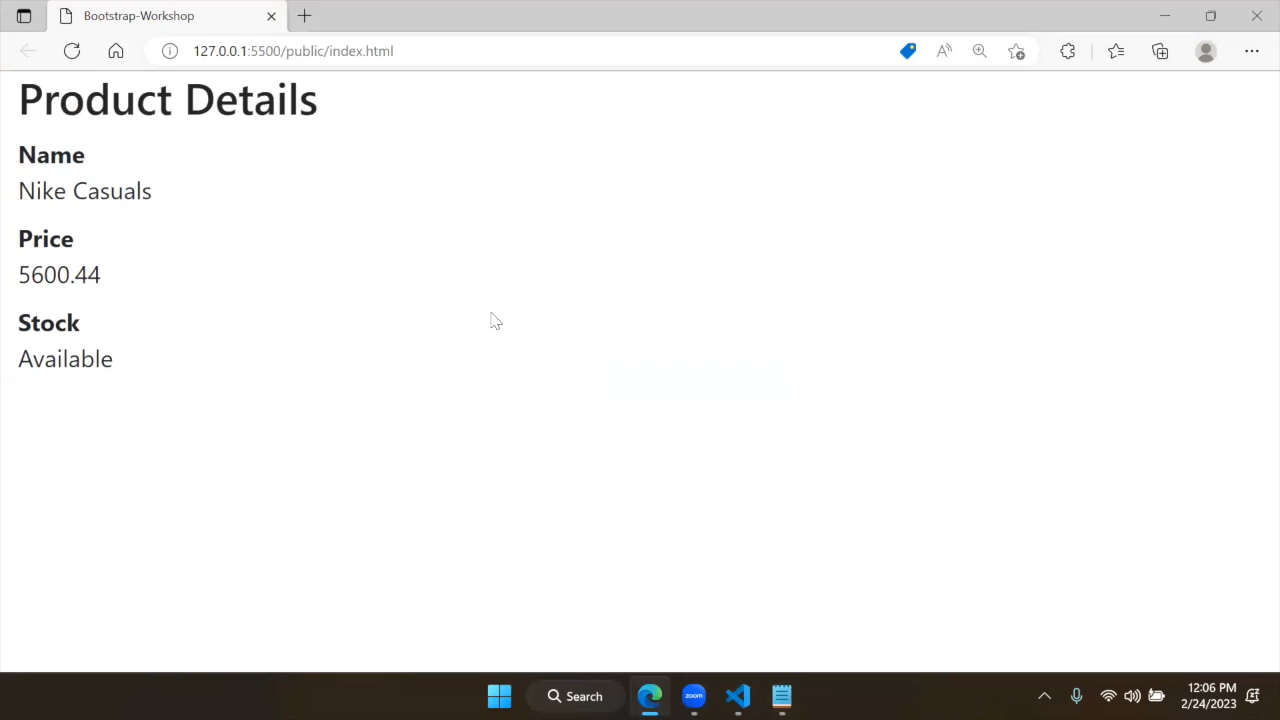 Bootstrap-Workshop
127.0.0.1:5500/public/index.html
Product Details
Name
Nike Casuals
Price
5600.44
Stock
Available
Search
zoom
12:06 PM
2/24/2023